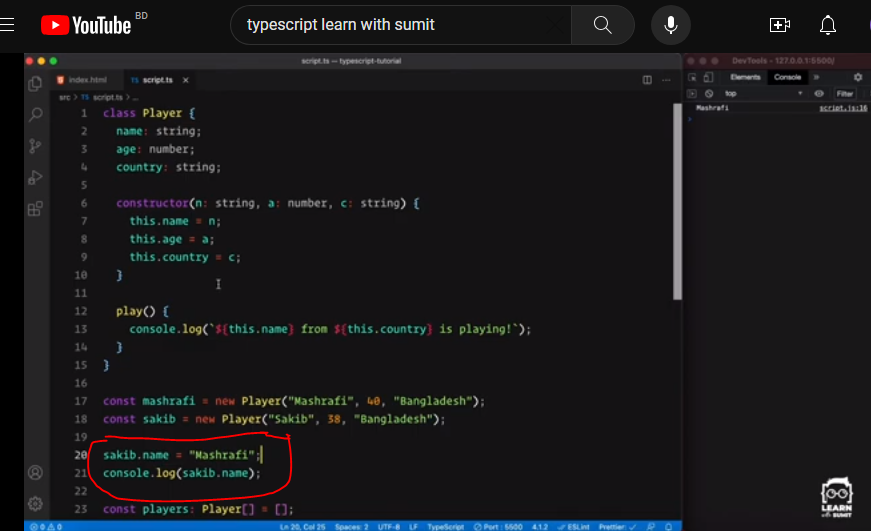 YouTube BD
typescript learn with sumit
script.ts — typescript-tutorial
DevTools - 127.0.0.1:5500/
index.html
TS script.ts ×
Elements Console »
src > TS script.ts > ...
top
Filter
Mashrafi script.js:16
1 class Player {
2 name: string;
3 age: number;
4 country: string;
5
6 constructor(n: string, a: number, c: string) {
7 this.name = n;
8 this.age = a;
9 this.country = c;
10 }
11
12 play() {
13 console.log(`${this.name} from ${this.country} is playing!`);
14 }
15 }
16
17 const mashrafi = new Player("Mashrafi", 40, "Bangladesh");
18 const sakib = new Player("Sakib", 38, "Bangladesh");
19
20 sakib.name = "Mashrafi";
21 console.log(sakib.name);
22
23 const players: Player[] = [];
LEARN
with SUMIT
0 0 Ln 20, Col 25 Spaces: 2 UTF-8 LF TypeScript Port : 5500 4.1.2 ESLint Prettier: ✓